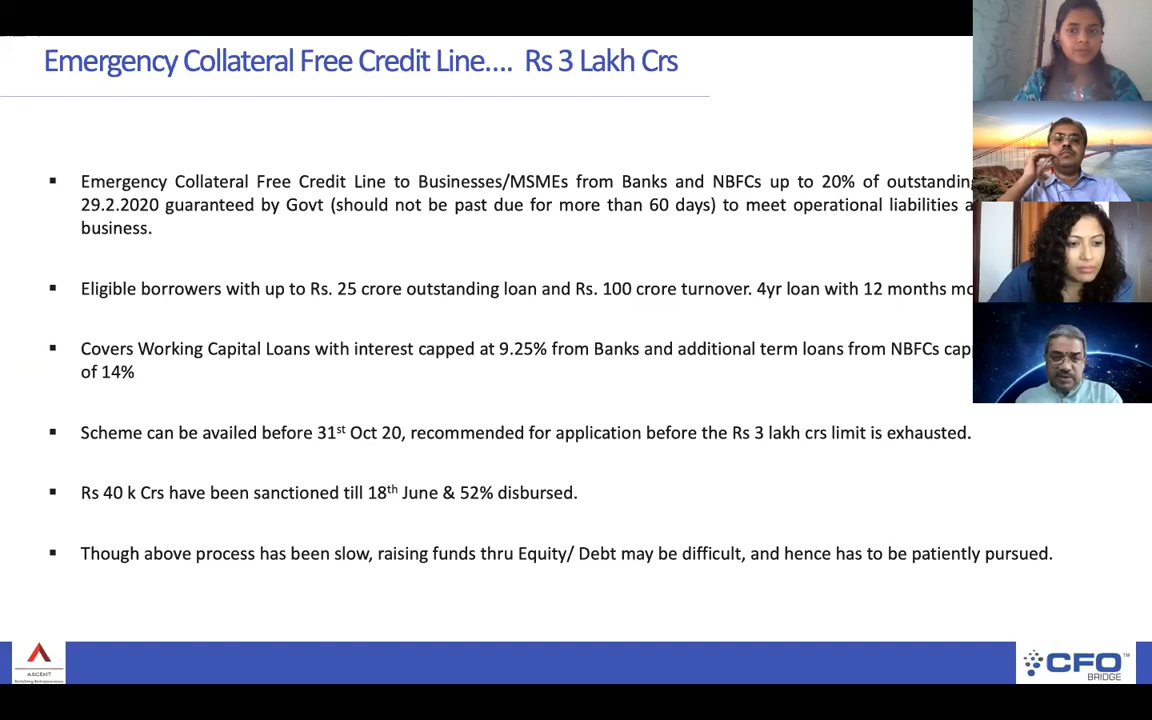 Emergency Collateral Free Credit Line.... Rs 3 Lakh Crs
▪ Emergency Collateral Free Credit Line to Businesses/MSMEs from Banks and NBFCs up to 20% of outstanding
29.2.2020 guaranteed by Govt (should not be past due for more than 60 days) to meet operational liabilities
business.
▪ Eligible borrowers with up to Rs. 25 crore outstanding loan and Rs. 100 crore turnover. 4yr loan with 12 months
▪ Covers Working Capital Loans with interest capped at 9.25% from Banks and additional term loans from NBFCs
of 14%
▪ Scheme can be availed before 31st Oct 20, recommended for application before the Rs 3 lakh crs limit is exhausted.
▪ Rs 40 k Crs have been sanctioned till 18th June & 52% disbursed.
▪ Though above process has been slow, raising funds thru Equity/ Debt may be difficult, and hence has to be patiently pursued.
ASCENT
CFO™
BRIDGE